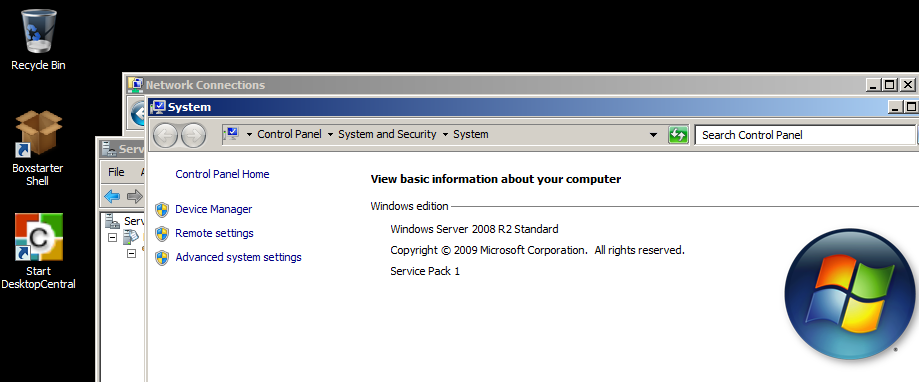 Recycle Bin
Boxstarter
Shell
Start
DesktopCentral
Network Connections
System
Control Panel
System and Security
System
Search Control Panel
Serv
File
A
Serv
Control Panel Home
Device Manager
Remote settings
Advanced system settings
View basic information about your computer
Windows edition
Windows Server 2008 R2 Standard
Copyright © 2009 Microsoft Corporation. All rights reserved.
Service Pack 1